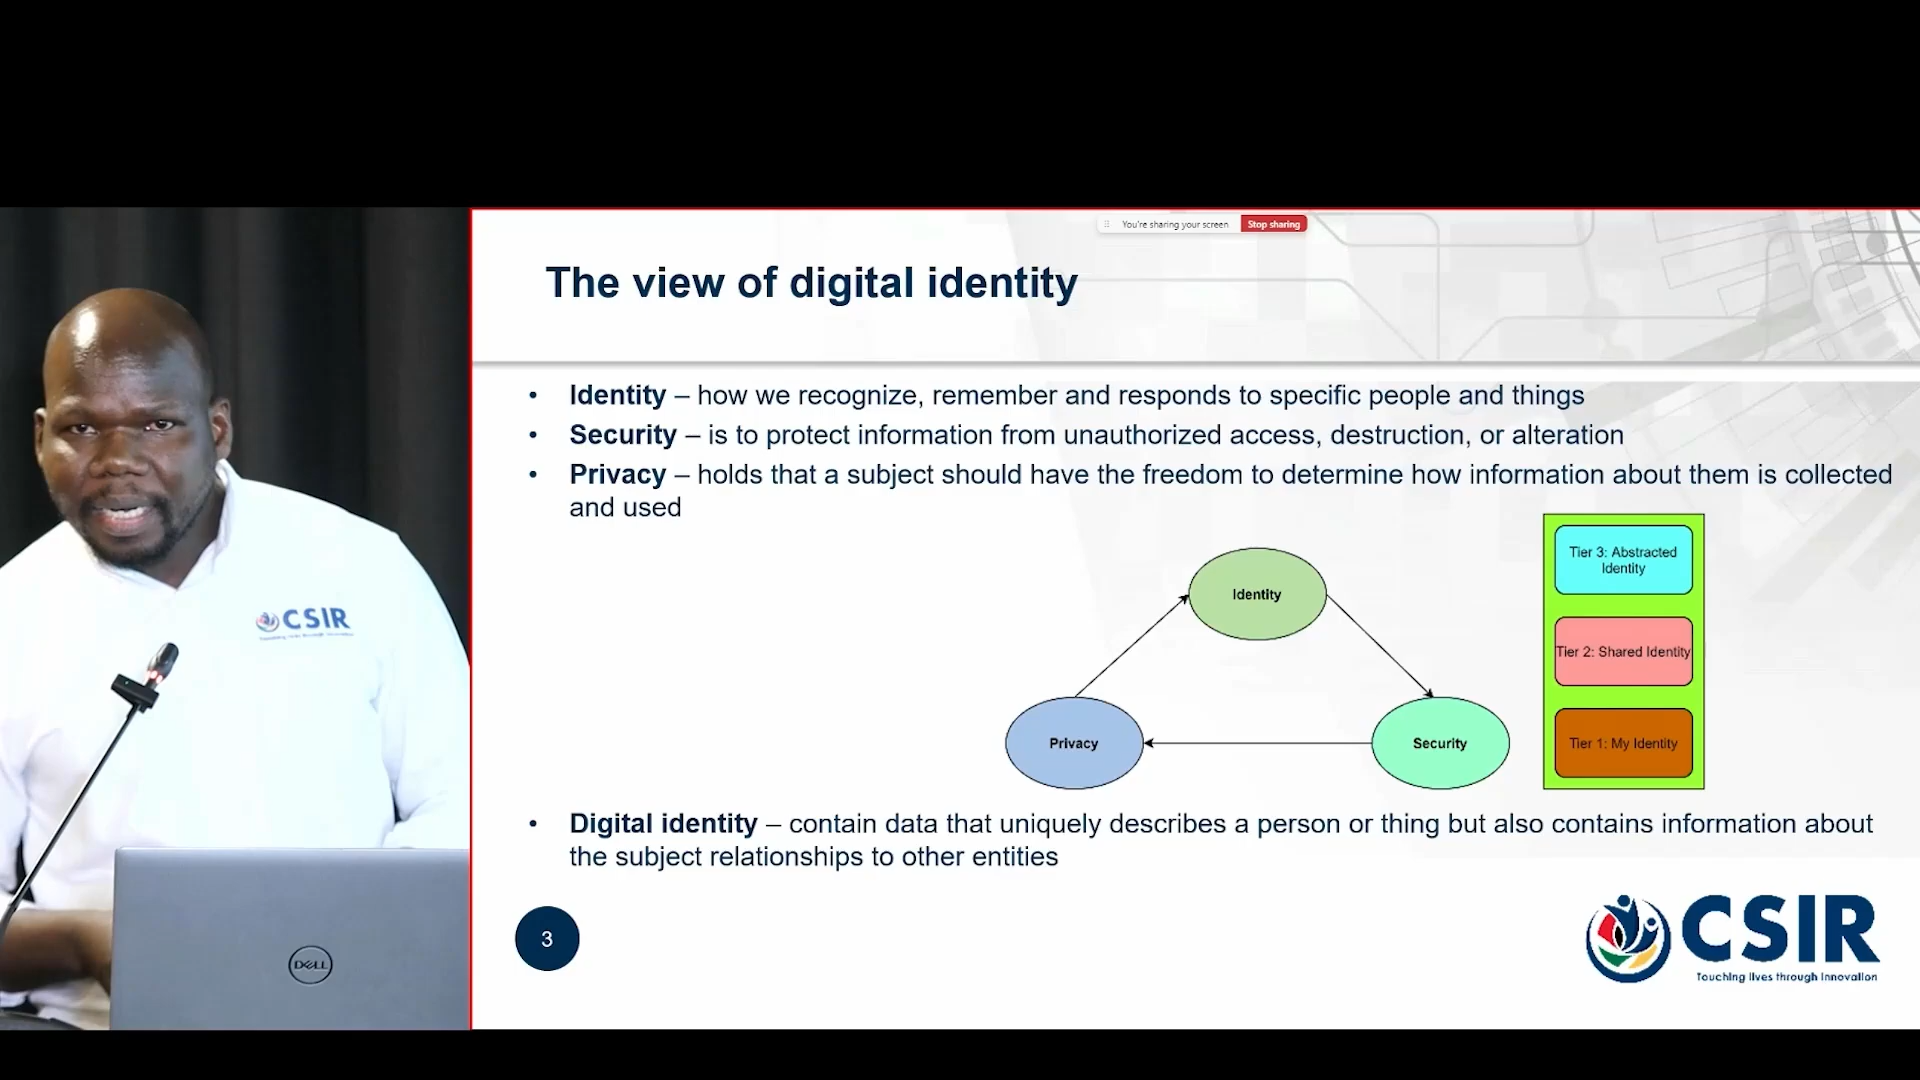 You're sharing your screen
Stop sharing
The view of digital identity
• Identity – how we recognize, remember and responds to specific people and things
• Security – is to protect information from unauthorized access, destruction, or alteration
• Privacy – holds that a subject should have the freedom to determine how information about them is collected
and used
Tier 3: Abstracted
Identity
Identity
Tier 2: Shared Identity
Privacy
Security
Tier 1: My Identity
• Digital identity – contain data that uniquely describes a person or thing but also contains information about
the subject relationships to other entities
3
CSIR
Touching lives through innovation
CSIR
DELL